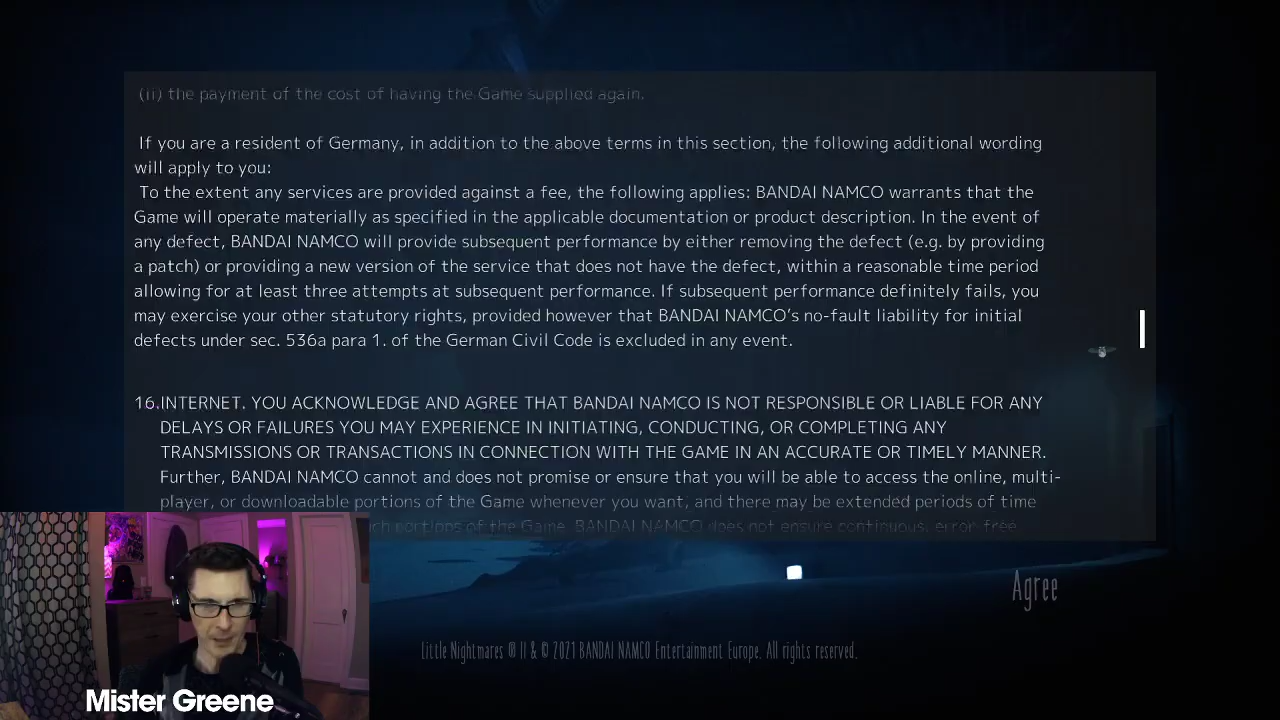 (ii) the payment of the cost of having the Game supplied again.
If you are a resident of Germany, in addition to the above terms in this section, the following additional wording
will apply to you:
To the extent any services are provided against a fee, the following applies: BANDAI NAMCO warrants that the
Game will operate materially as specified in the applicable documentation or product description. In the event of
any defect, BANDAI NAMCO will provide subsequent performance by either removing the defect (e.g. by providing
a patch) or providing a new version of the service that does not have the defect, within a reasonable time period
allowing for at least three attempts at subsequent performance. If subsequent performance definitely fails, you
may exercise your other statutory rights, provided however that BANDAI NAMCO's no-fault liability for initial
defects under sec. 536a para 1. of the German Civil Code is excluded in any event.
16.INTERNET. YOU ACKNOWLEDGE AND AGREE THAT BANDAI NAMCO IS NOT RESPONSIBLE OR LIABLE FOR ANY
DELAYS OR FAILURES YOU MAY EXPERIENCE IN INITIATING, CONDUCTING, OR COMPLETING ANY
TRANSMISSIONS OR TRANSACTIONS IN CONNECTION WITH THE GAME IN AN ACCURATE OR TIMELY MANNER.
Further, BANDAI NAMCO cannot and does not promise or ensure that you will be able to access the online, multi-
player, or downloadable portions of the Game whenever you want, and there may be extended periods of time
portions of the Game. BANDAI NAMCO does not ensure continuous, error free
Agree
Little Nightmares ® II & © 2021 BANDAI NAMCO Entertainment Europe. All rights reserved.
Mister Greene